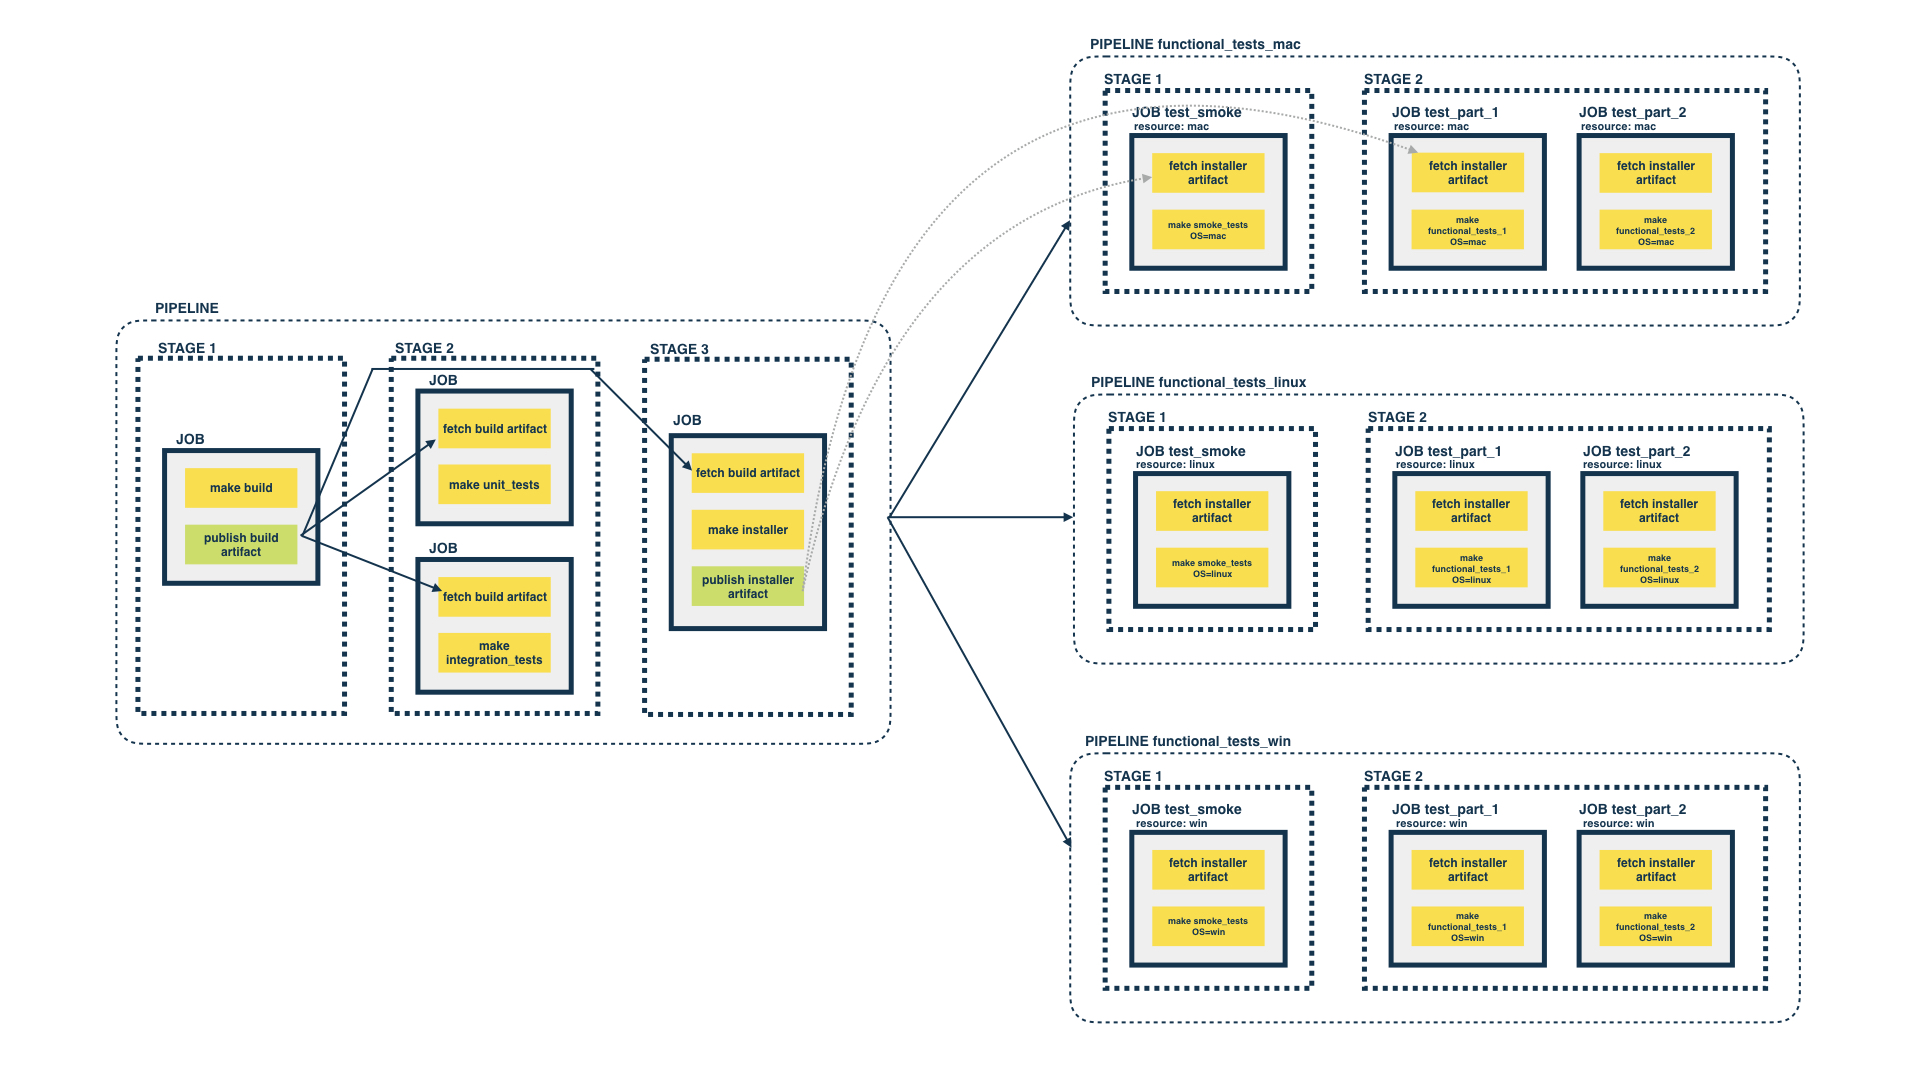 PIPELINE
STAGE 1
JOB
make build
publish build
artifact
STAGE 2
JOB
fetch build artifact
make unit_tests
JOB
fetch build artifact
make
integration_tests
STAGE 3
JOB
fetch build artifact
make installer
publish installer
artifact
PIPELINE functional_tests_mac
STAGE 1
JOB test_smoke
resource: mac
fetch installer
artifact
make smoke_tests
OS=mac
STAGE 2
JOB test_part_1
resource: mac
fetch installer
artifact
make
functional_tests_1
OS=mac
JOB test_part_2
resource: mac
fetch installer
artifact
make
functional_tests_2
OS=mac
PIPELINE functional_tests_linux
STAGE 1
JOB test_smoke
resource: linux
fetch installer
artifact
make smoke_tests
OS=linux
STAGE 2
JOB test_part_1
resource: linux
fetch installer
artifact
make
functional_tests_1
OS=linux
JOB test_part_2
resource: linux
fetch installer
artifact
make
functional_tests_2
OS=linux
PIPELINE functional_tests_win
STAGE 1
JOB test_smoke
resource: win
fetch installer
artifact
make smoke_tests
OS=win
STAGE 2
JOB test_part_1
resource: win
fetch installer
artifact
make
functional_tests_1
OS=win
JOB test_part_2
resource: win
fetch installer
artifact
make
functional_tests_2
OS=win